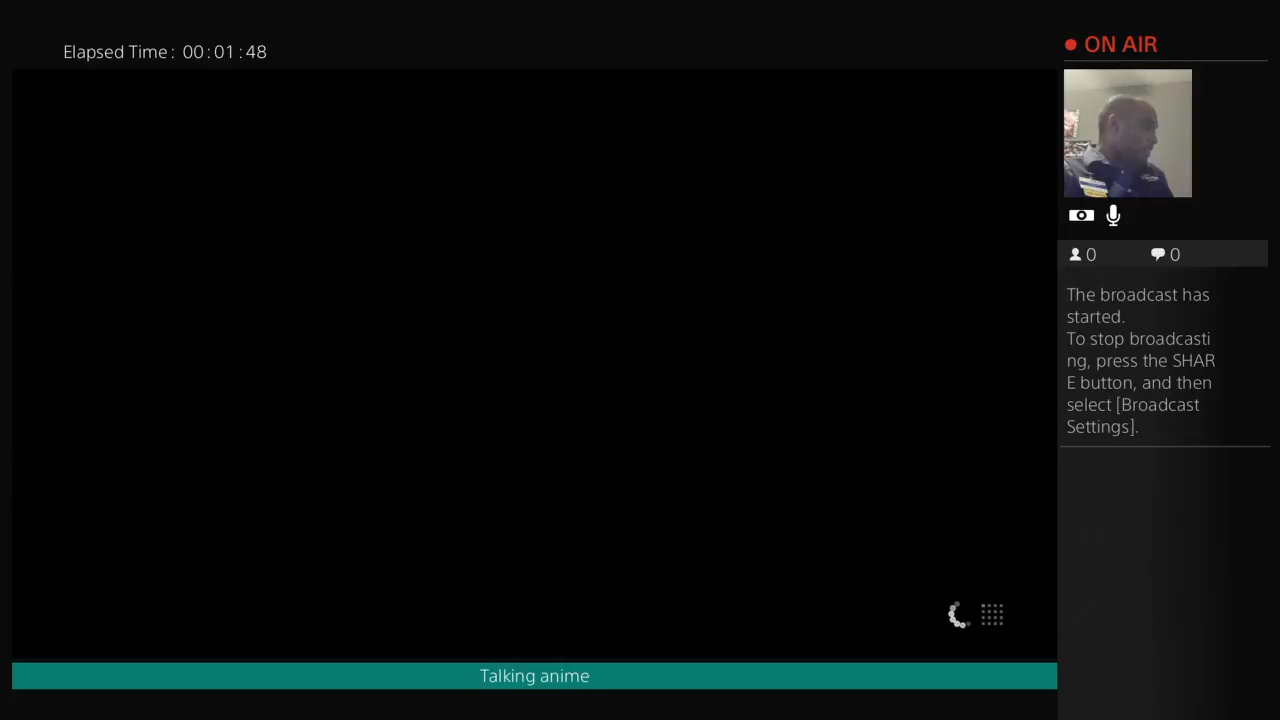 Elapsed Time: 00:01:48
ON AIR
0
0
The broadcast has
started.
To stop broadcasti
ng, press the SHAR
E button, and then
select [Broadcast
Settings].
Talking anime